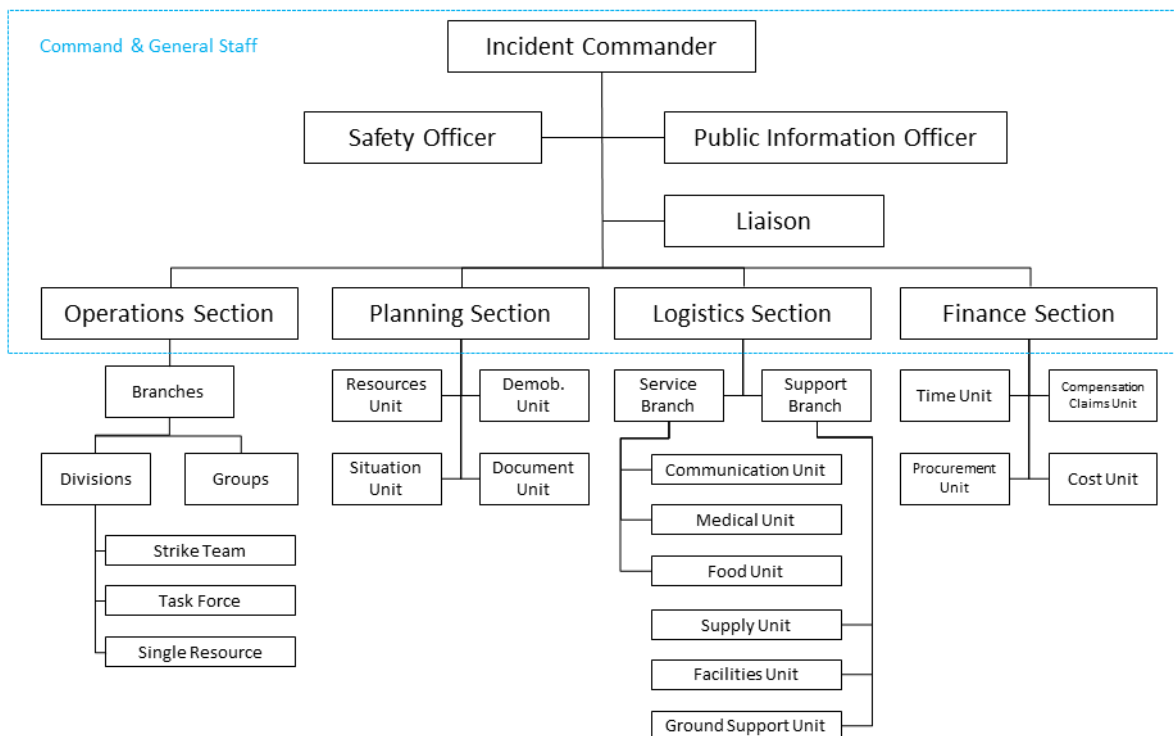 Command & General Staff
Incident Commander
Safety Officer
Public Information Officer
Liaison
Operations Section
Planning Section
Logistics Section
Finance Section
Branches
Resources
Unit
Demob.
Unit
Service
Branch
Support
Branch
Time Unit
Compensation
Claims Unit
Divisions
Groups
Situation
Unit
Document
Unit
Communication Unit
Procurement
Unit
Cost Unit
Medical Unit
Strike Team
Food Unit
Task Force
Supply Unit
Single Resource
Facilities Unit
Ground Support Unit